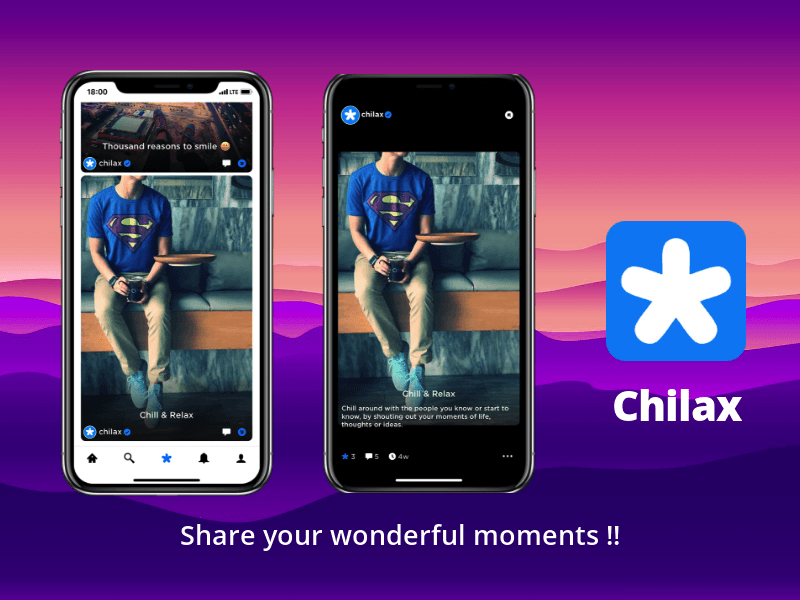 18:00
LTE
Thousand reasons to smile 😄
chilax
Chill & Relax
chilax
chilax
Chill & Relax
Chill around with the people you know or start to
know, by shouting out your moments of life,
thoughts or ideas.
3 5 4w
Chilax
Share your wonderful moments !!